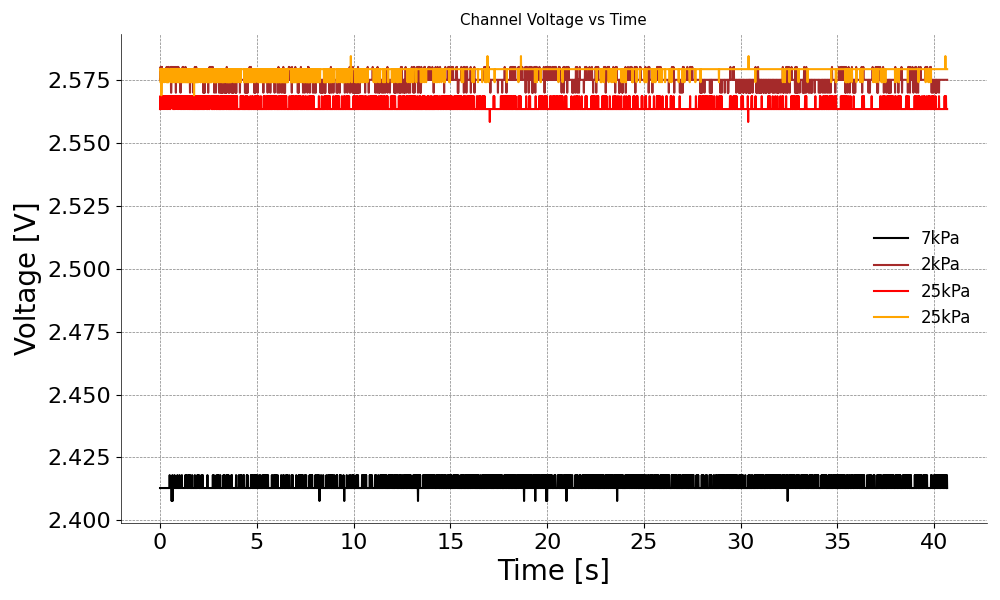 Channel Voltage vs Time
Voltage [V]
2.575
2.550
2.525
2.500
2.475
2.450
2.425
2.400
7kPa
2kPa
25kPa
25kPa
0 5 10 15 20 25 30 35 40
Time [s]